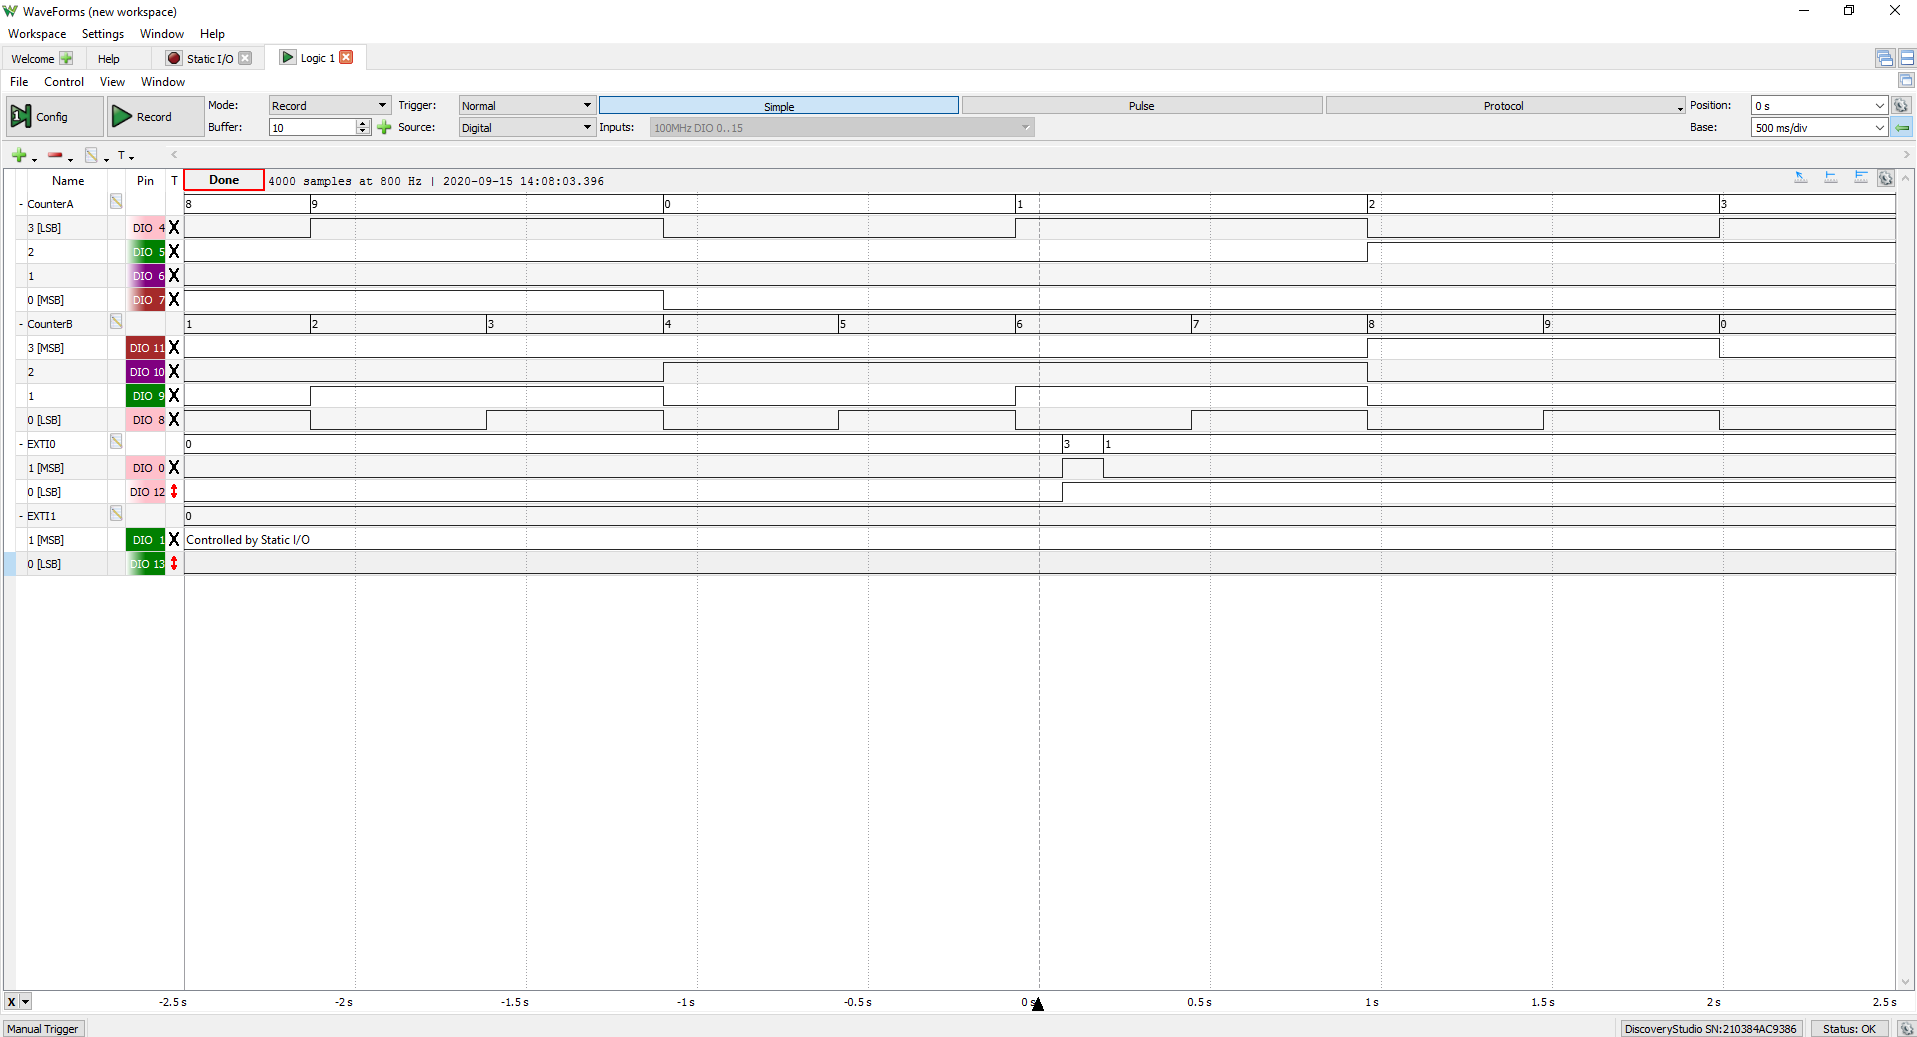 WaveForms (new workspace)
Workspace Settings Window Help
Welcome Help Static I/O Logic 1
File Control View Window
Config Record Mode: Record Trigger: Normal Simple Pulse Protocol Position: 0 s
Buffer: 10 Source: Digital Inputs: 100MHz DIO 0..15 Base: 500 ms/div
T
Name Pin T Done 4000 samples at 800 Hz | 2020-09-15 14:08:03.396
- CounterA 8 9 0 1 2 3
3 [LSB] DIO 4 X
2 DIO 5 X
1 DIO 6 X
0 [MSB] DIO 7 X
- CounterB 1 2 3 4 5 6 7 8 9 0
3 [MSB] DIO 11 X
2 DIO 10 X
1 DIO 9 X
0 [LSB] DIO 8 X
- EXTI0 0 3 1
1 [MSB] DIO 0 X
0 [LSB] DIO 12
- EXTI1 0
1 [MSB] DIO 1 X Controlled by Static I/O
0 [LSB] DIO 13
X -2.5 s -2 s -1.5 s -1 s -0.5 s 0 s 0.5 s 1 s 1.5 s 2 s 2.5 s
Manual Trigger DiscoveryStudio SN:210384AC9386 Status: OK